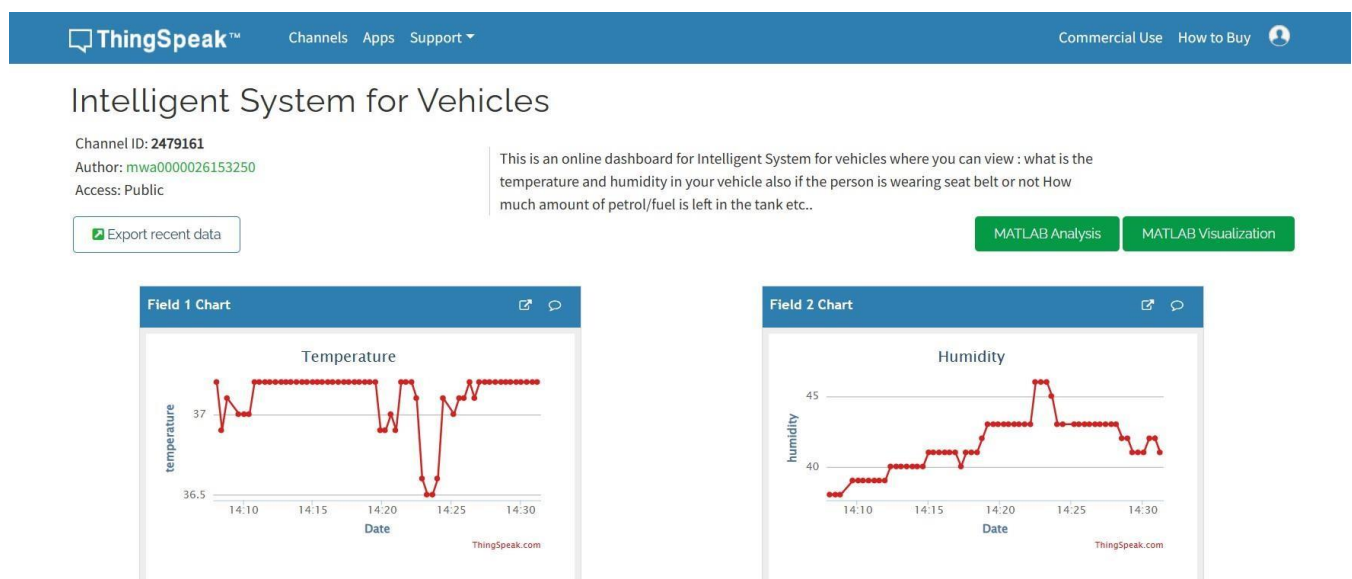 ThingSpeak™ Channels Apps Support Commercial Use How to Buy
Intelligent System for Vehicles
Channel ID: 2479161
Author: mwa0000026153250
Access: Public
This is an online dashboard for Intelligent System for vehicles where you can view : what is the
temperature and humidity in your vehicle also if the person is wearing seat belt or not How
much amount of petrol/fuel is left in the tank etc..
Export recent data
MATLAB Analysis
MATLAB Visualization
Field 1 Chart
Temperature
temperature
37
36.5
14:10 14:15 14:20 14:25 14:30
Date
ThingSpeak.com
Field 2 Chart
Humidity
humidity
45
40
14:10 14:15 14:20 14:25 14:30
Date
ThingSpeak.com